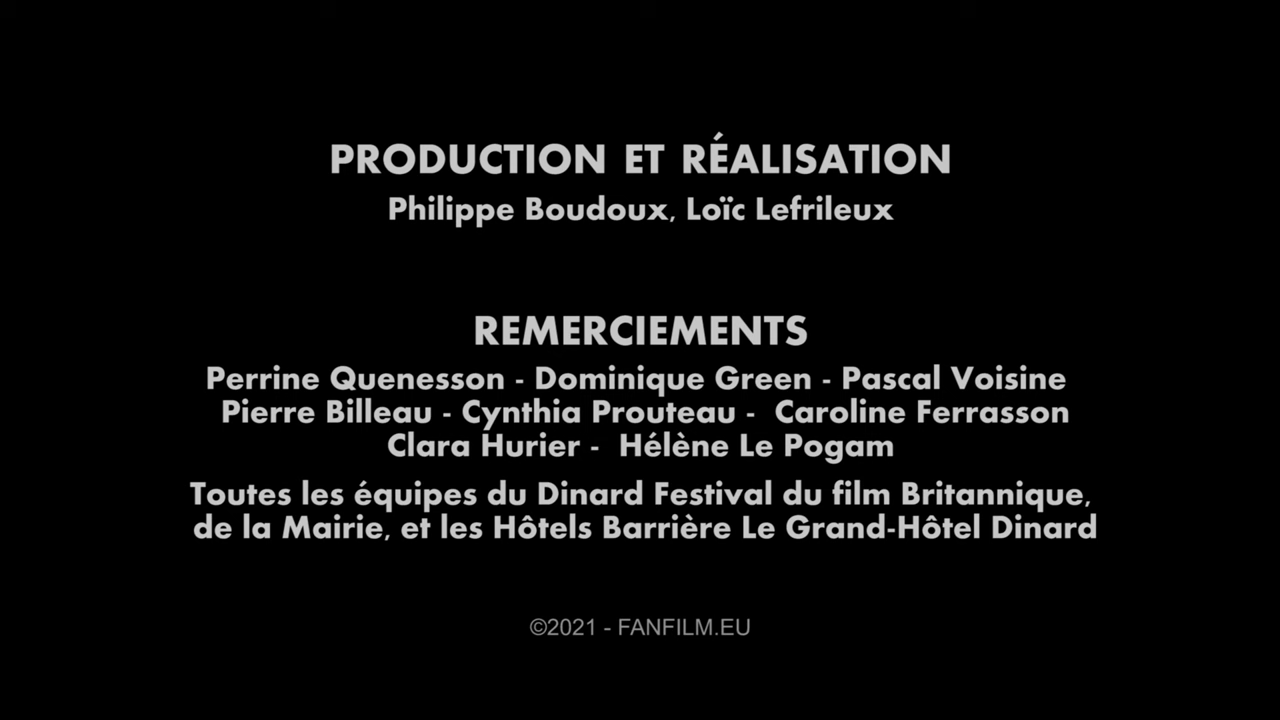 PRODUCTION ET RÉALISATION
Philippe Boudoux, Loïc Lefrileux
REMERCIEMENTS
Perrine Quenesson - Dominique Green - Pascal Voisine
Pierre Billeau - Cynthia Prouteau - Caroline Ferrasson
Clara Hurier - Hélène Le Pogam
Toutes les équipes du Dinard Festival du film Britannique,
de la Mairie, et les Hôtels Barrière Le Grand-Hôtel Dinard
©2021 - FANFILM.EU